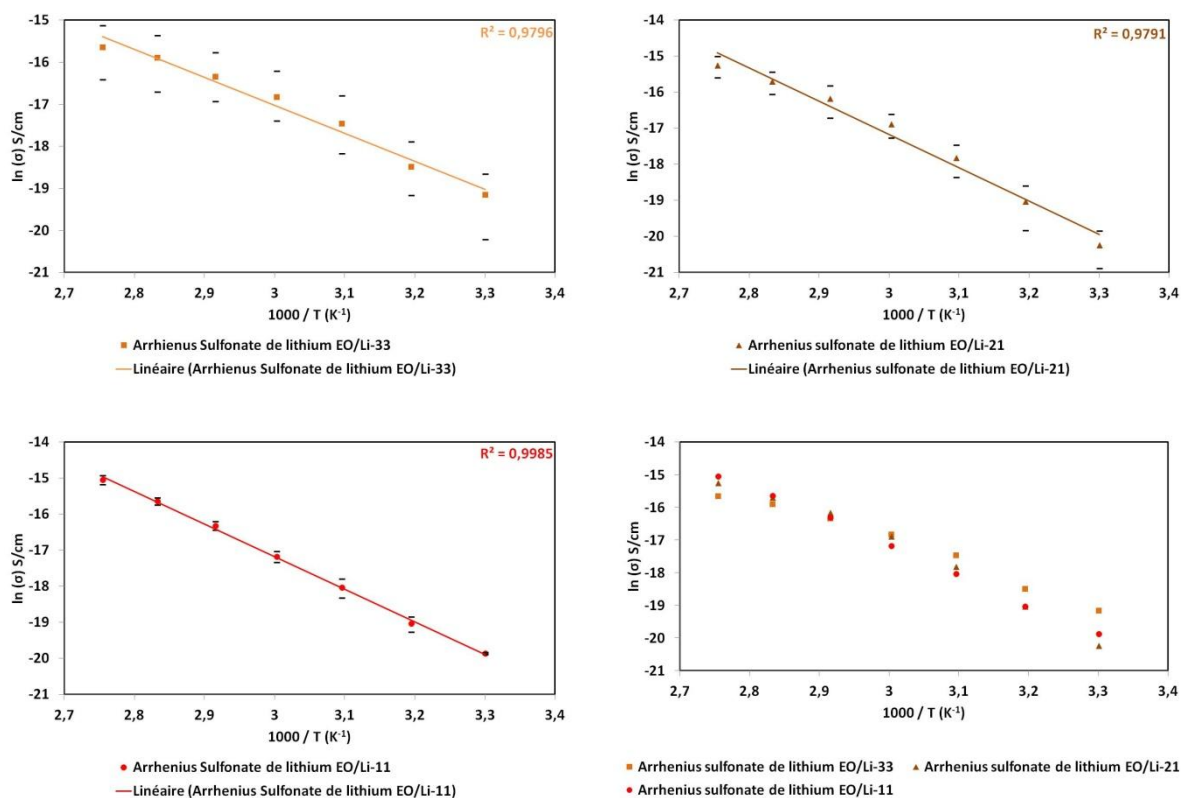 R² = 0,9796
-15
-16
-17
-18
-19
-20
-21
ln (σ) S/cm
2,7 2,8 2,9 3 3,1 3,2 3,3 3,4
1000 / T (K⁻¹)
Arrhienus Sulfonate de lithium EO/Li-33
Linéaire (Arrhienus Sulfonate de lithium EO/Li-33)
R² = 0,9791
-14
-15
-16
-17
-18
-19
-20
-21
ln (σ) S/cm
2,7 2,8 2,9 3 3,1 3,2 3,3 3,4
1000 / T (K⁻¹)
Arrhenius sulfonate de lithium EO/Li-21
Linéaire (Arrhenius sulfonate de lithium EO/Li-21)
R² = 0,9985
-14
-15
-16
-17
-18
-19
-20
-21
ln (σ) S/cm
2,7 2,8 2,9 3 3,1 3,2 3,3 3,4
1000 / T (K⁻¹)
Arrhenius Sulfonate de lithium EO/Li-11
Linéaire (Arrhenius Sulfonate de lithium EO/Li-11)
-14
-15
-16
-17
-18
-19
-20
-21
ln (σ) S/cm
2,7 2,8 2,9 3 3,1 3,2 3,3 3,4
1000 / T (K⁻¹)
Arrhenius sulfonate de lithium EO/Li-33 Arrhenius sulfonate de lithium EO/Li-21
Arrhenius sulfonate de lithium EO/Li-11